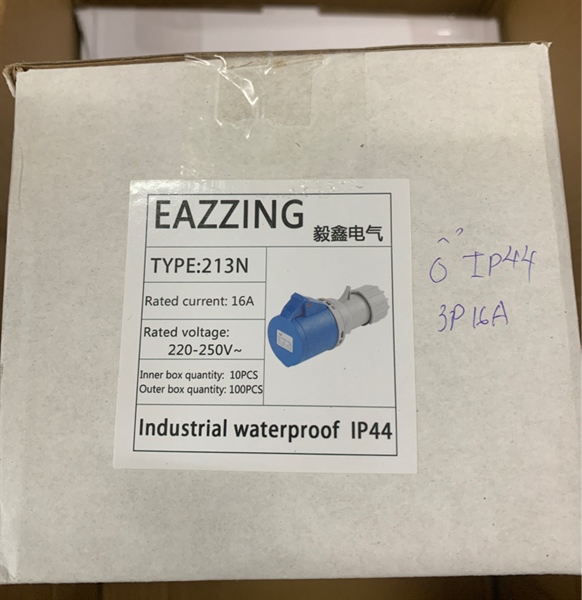 EAZZING 毅鑫电气
TYPE:213N
Rated current: 16A
Rated voltage:
220-250V~
Inner box quantity: 10PCS
Outer box quantity: 100PCS
Industrial waterproof IP44
Ổ IP44
3P 16A